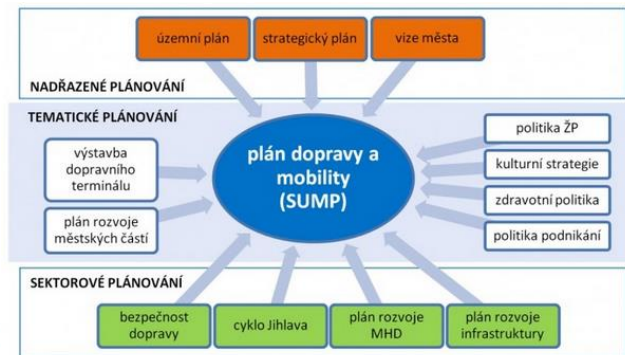 územní plán
strategický plán
vize města
NADŘAZENÉ PLÁNOVÁNÍ
TEMATICKÉ PLÁNOVÁNÍ
výstavba
dopravního
terminálu
plán rozvoje
městských částí
plán dopravy a
mobility
(SUMP)
politika ŽP
kulturní strategie
zdravotní politika
politika podnikání
SEKTOROVÉ PLÁNOVÁNÍ
bezpečnost
dopravy
cyklo Jihlava
plán rozvoje
MHD
plán rozvoje
infrastruktury